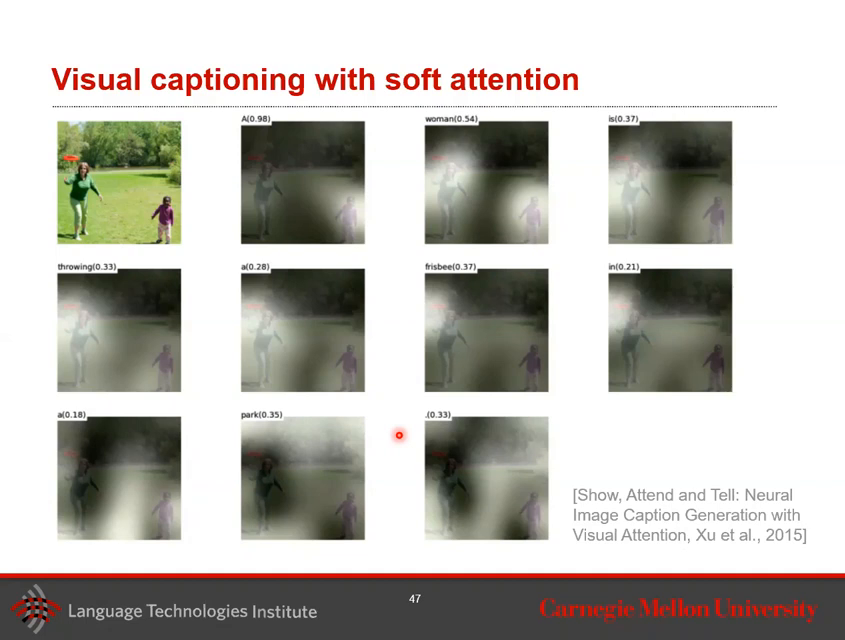 Visual captioning with soft attention
A(0.98)
woman(0.54)
is(0.37)
throwing(0.33)
a(0.28)
frisbee(0.37)
in(0.21)
a(0.18)
park(0.35)
.(0.33)
[Show, Attend and Tell: Neural
Image Caption Generation with
Visual Attention, Xu et al., 2015]
Language Technologies Institute
47
Carnegie Mellon University